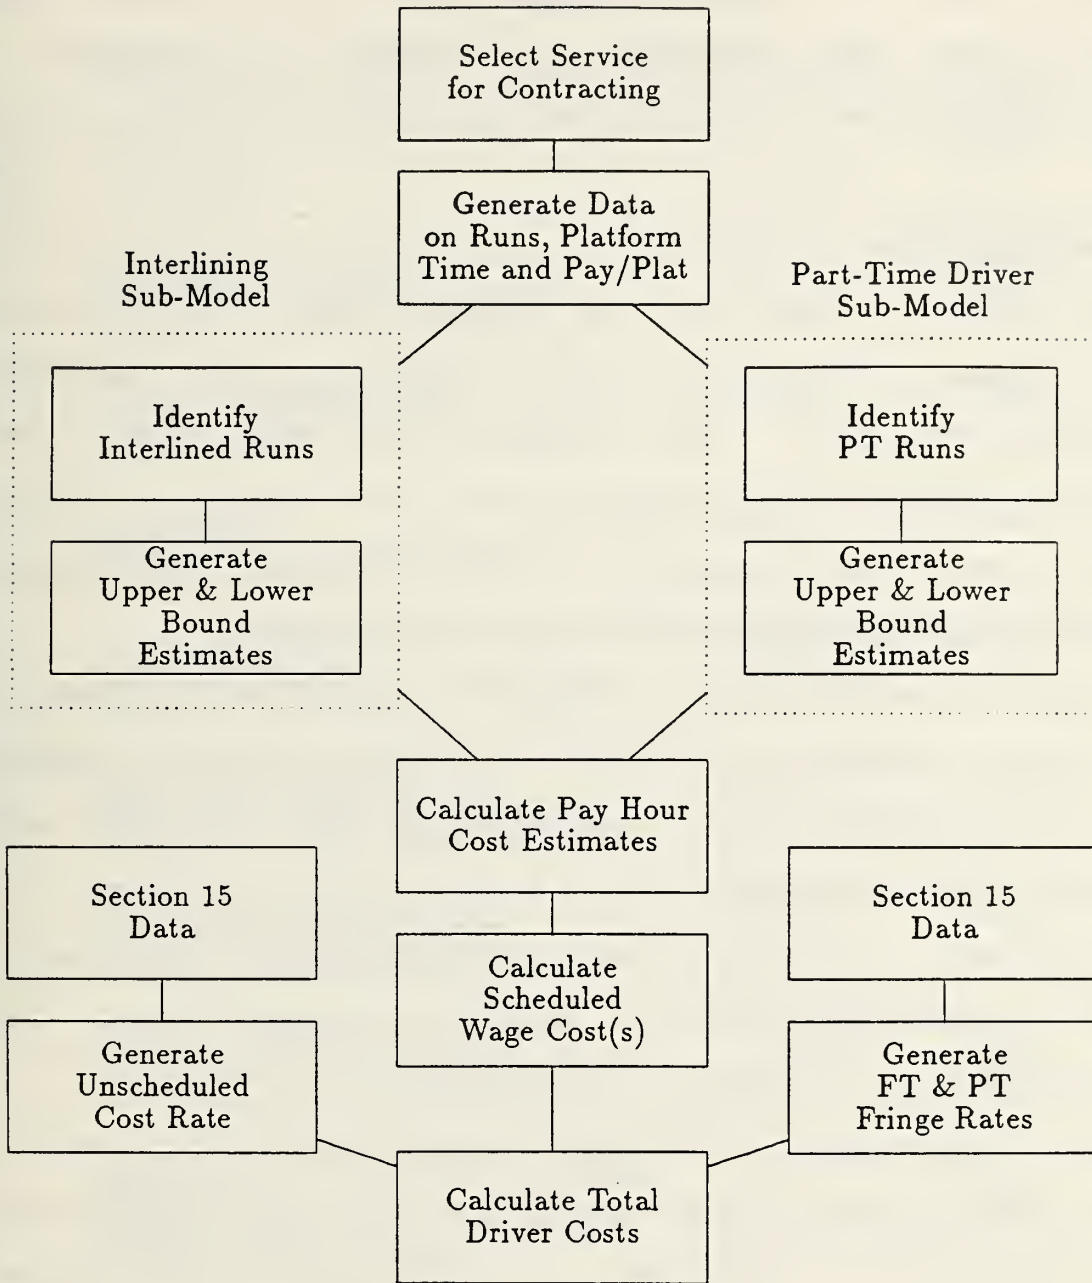 Select Service
for Contracting
Generate Data
on Runs, Platform
Time and Pay/Plat
Interlining
Sub-Model
Part-Time Driver
Sub-Model
Identify
Interlined Runs
Generate
Upper & Lower
Bound
Estimates
Identify
PT Runs
Generate
Upper & Lower
Bound
Estimates
Calculate Pay Hour
Cost Estimates
Section 15
Data
Section 15
Data
Calculate
Scheduled
Wage Cost(s)
Generate
Unscheduled
Cost Rate
Generate
FT & PT
Fringe Rates
Calculate Total
Driver Costs